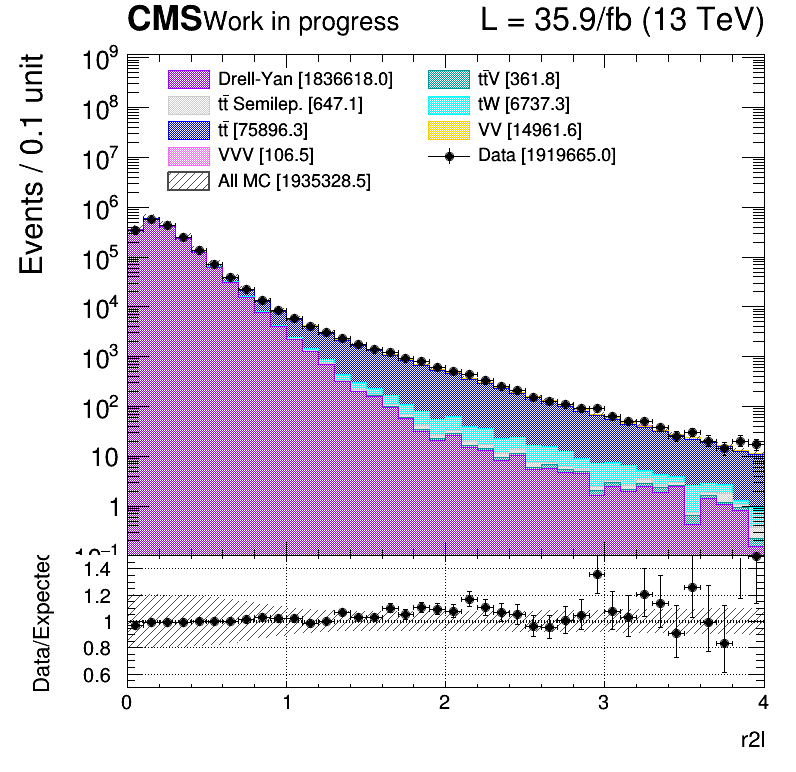 CMS Work in progress L = 35.9/fb (13 TeV)
Events / 0.1 unit
Drell-Yan [1836618.0]
tt̄ Semilep. [647.1]
tt̄ [75896.3]
VVV [106.5]
All MC [1935328.5]
tt̄V [361.8]
tW [6737.3]
VV [14961.6]
Data [1919665.0]
10⁹
10⁸
10⁷
10⁶
10⁵
10⁴
10³
10²
10
1
10⁻¹
Data/Expected
1.4
1.2
1
0.8
0.6
0 1 2 3 4
r2l